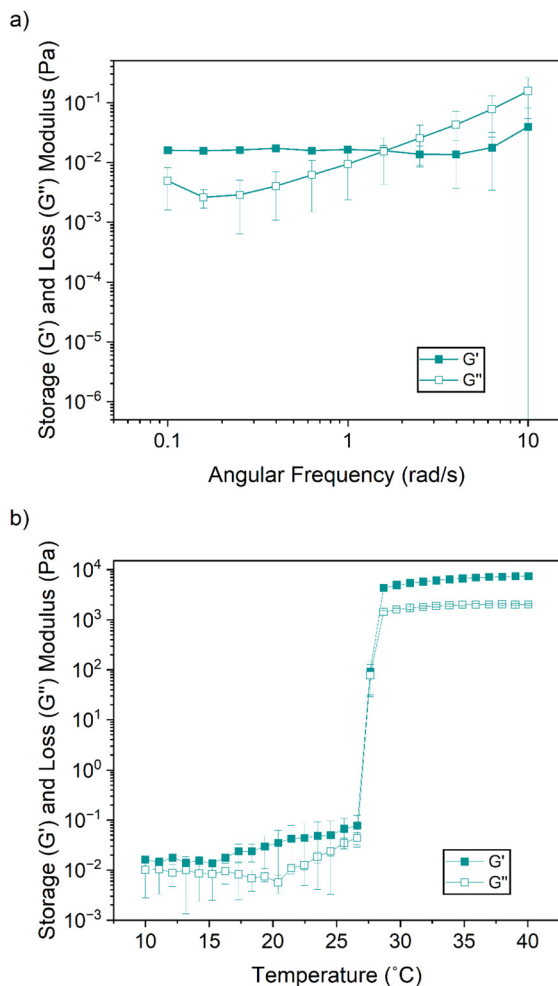 a)
Storage (G') and Loss (G'') Modulus (Pa)
10⁻¹
10⁻²
10⁻³
10⁻⁴
10⁻⁵
10⁻⁶
G'
G''
0.1
1
10
Angular Frequency (rad/s)
b)
Storage (G') and Loss (G'') Modulus (Pa)
10⁴
10³
10²
10¹
10⁰
10⁻¹
10⁻²
10⁻³
G'
G''
10
15
20
25
30
35
40
Temperature (˚C)